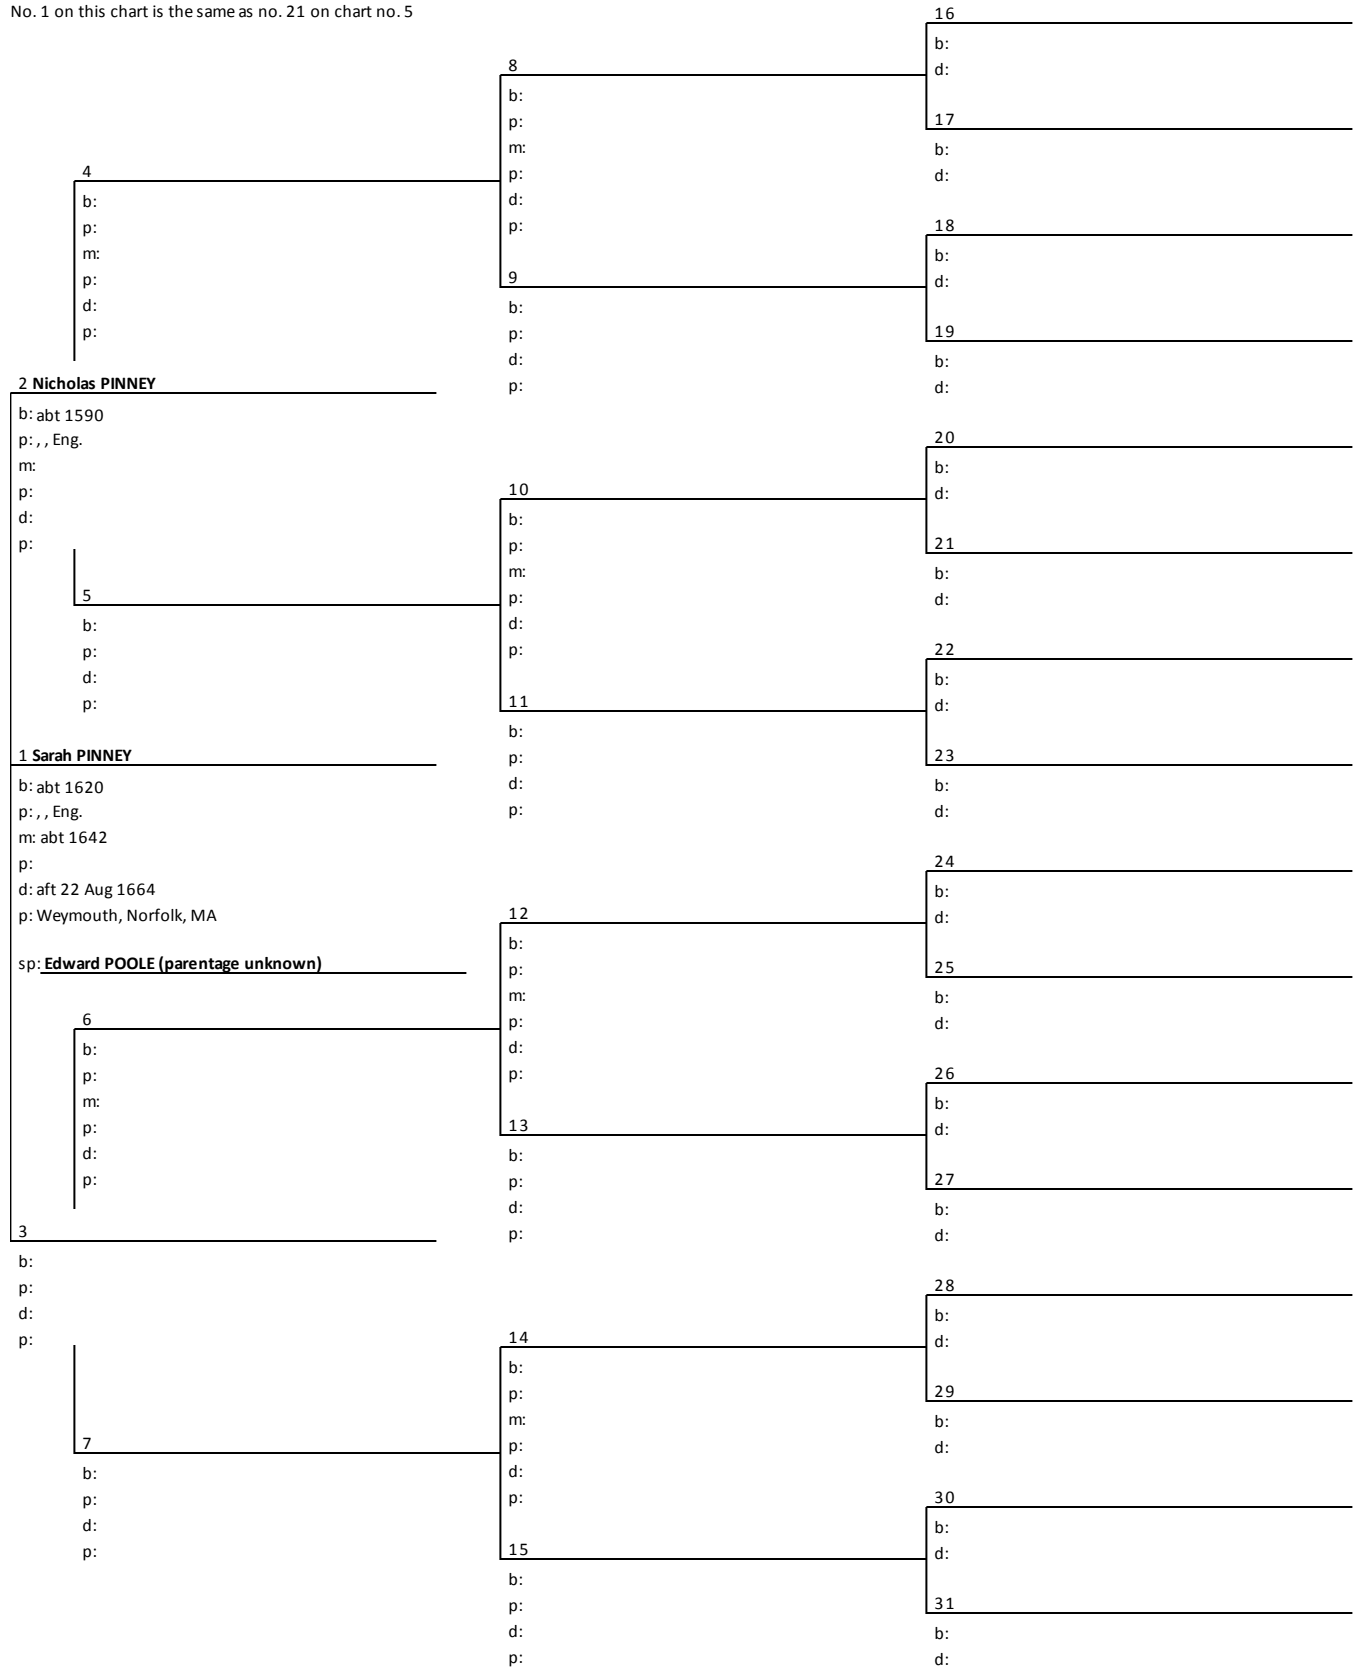 No. 1 on this chart is the same as no. 21 on chart no. 5
16
b:
d:
8
b:
p:
m:
p:
d:
p:
17
b:
d:
4
b:
p:
m:
p:
d:
p:
18
b:
d:
9
b:
p:
d:
p:
19
b:
d:
2 Nicholas PINNEY
b: abt 1590
p: , , Eng.
m:
p:
d:
p:
20
b:
d:
10
b:
p:
m:
p:
d:
p:
21
b:
d:
5
b:
p:
d:
p:
22
b:
d:
11
b:
p:
d:
p:
23
b:
d:
1 Sarah PINNEY
b: abt 1620
p: , , Eng.
m: abt 1642
p:
d: aft 22 Aug 1664
p: Weymouth, Norfolk, MA
sp: Edward POOLE (parentage unknown)
24
b:
d:
12
b:
p:
m:
p:
d:
p:
25
b:
d:
6
b:
p:
m:
p:
d:
p:
26
b:
d:
13
b:
p:
d:
p:
27
b:
d:
3
b:
p:
d:
p:
28
b:
d:
14
b:
p:
m:
p:
d:
p:
29
b:
d:
7
b:
p:
d:
p:
30
b:
d:
15
b:
p:
d:
p:
31
b:
d: